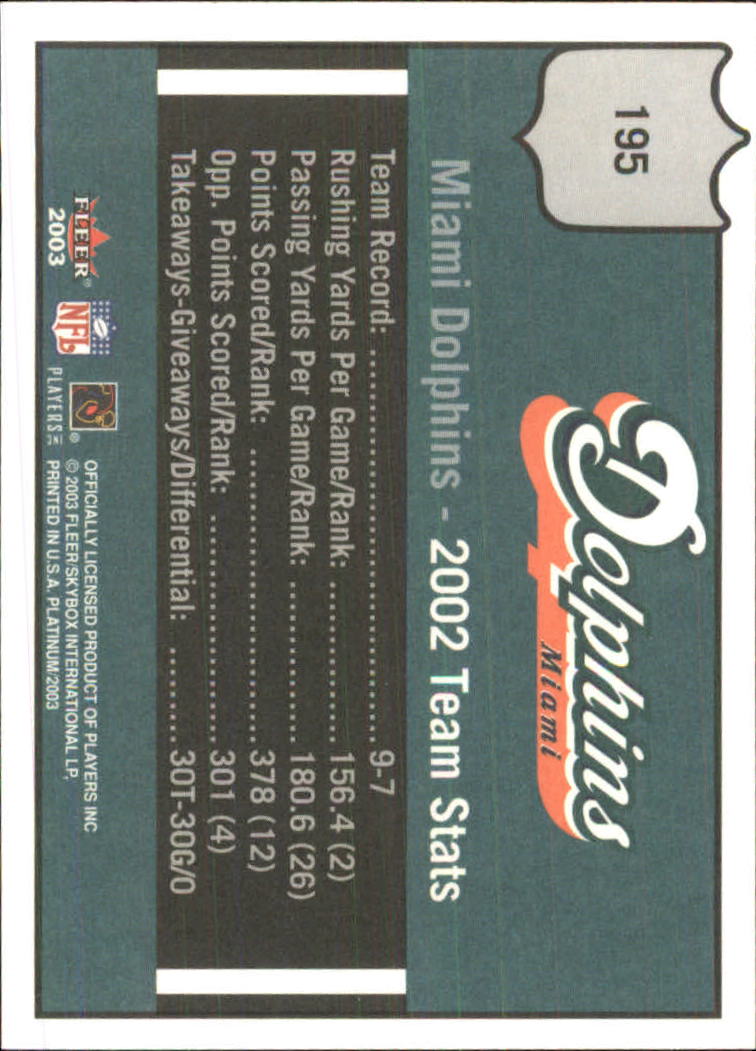 195
Dolphins
Miami
Miami Dolphins - 2002 Team Stats
Team Record: ........................................ 9-7
Rushing Yards Per Game/Rank: ................ 156.4 (2)
Passing Yards Per Game/Rank: ................ 180.6 (26)
Points Scored/Rank: ............................ 378 (12)
Opp. Points Scored/Rank: ...................... 301 (4)
Takeaways-Giveaways/Differential: ......... 30T-30G/0
FLEER®
2003
NFL
PLAYERS INC ®
OFFICIALLY LICENSED PRODUCT OF PLAYERS INC
© 2003 FLEER/SKYBOX INTERNATIONAL LP,
PRINTED IN U.S.A. PLATINUM/2003